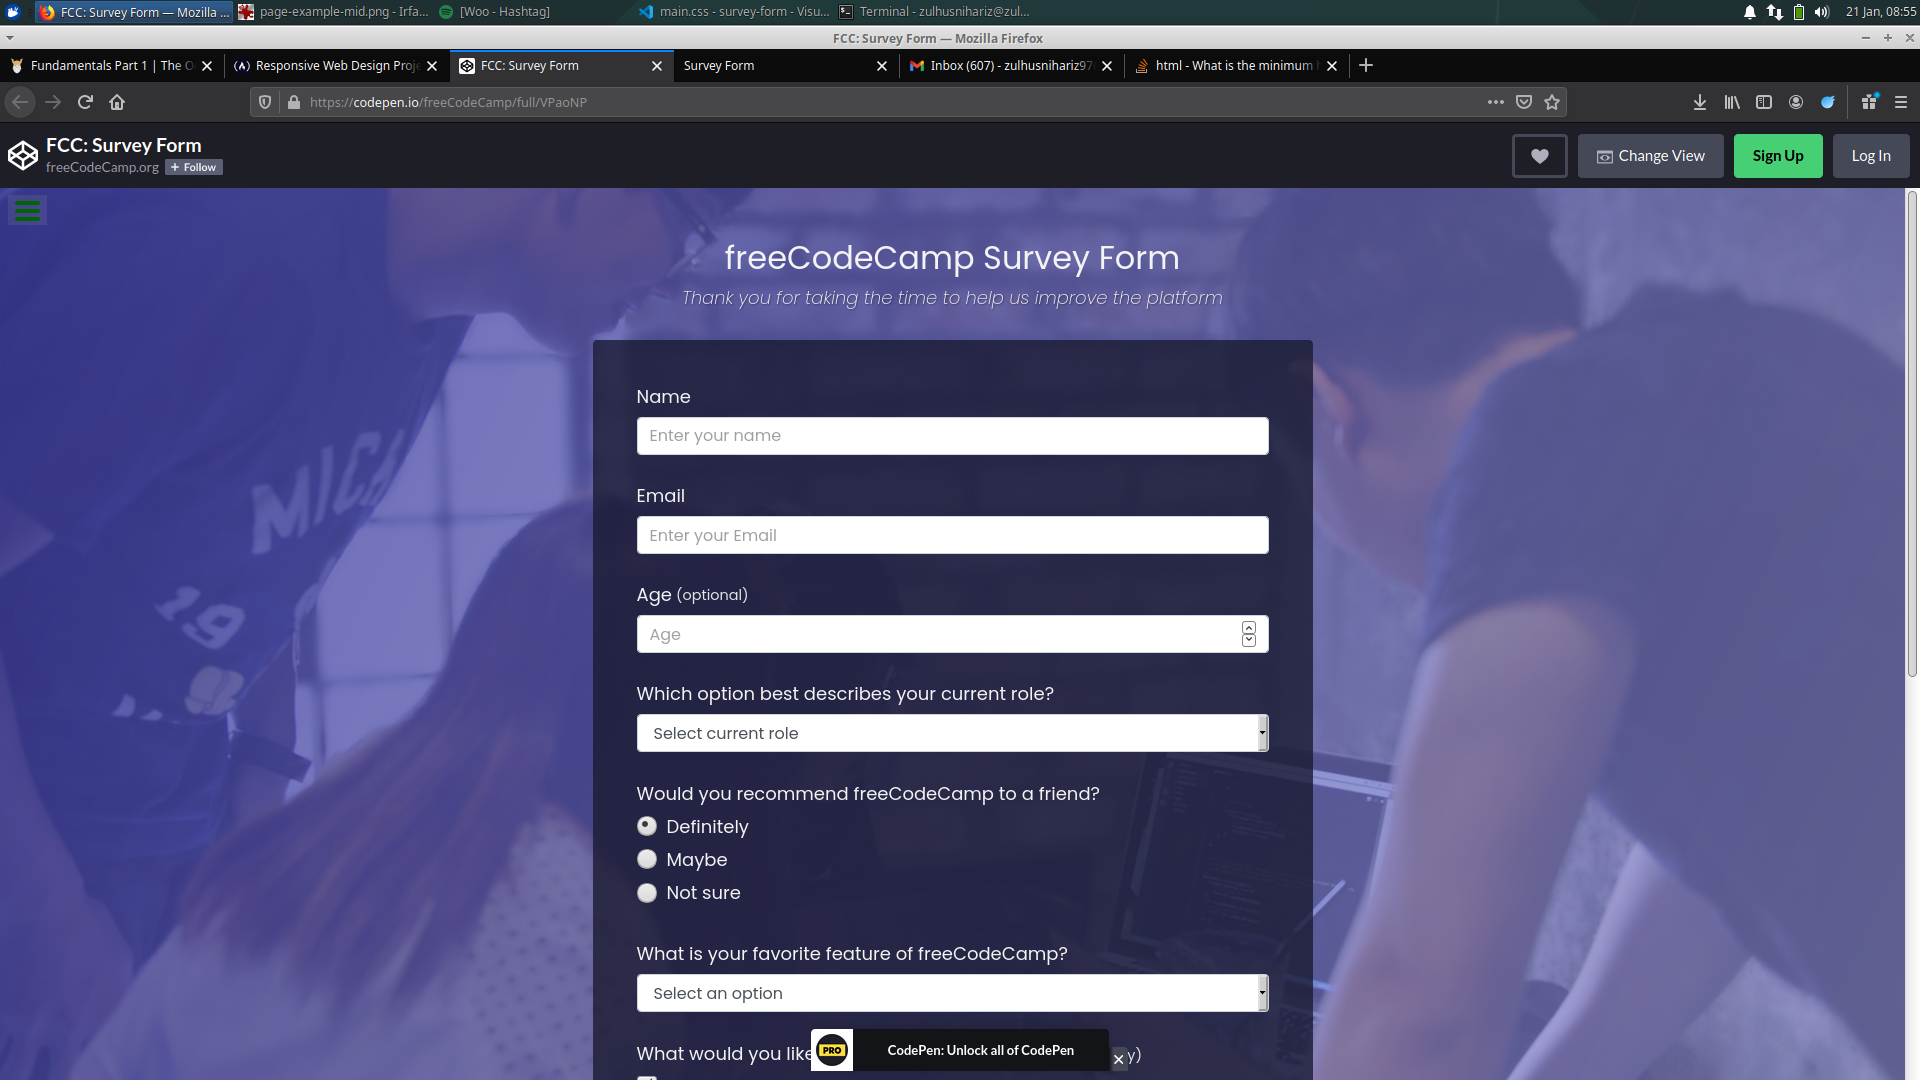 FCC: Survey Form — Mozilla ...
page-example-mid.png - Irfa...
[Woo - Hashtag]
main.css - survey-form - Visu...
Terminal - zulhusnihariz@zul...
21 Jan, 08:55
FCC: Survey Form — Mozilla Firefox
Fundamentals Part 1 | The O
Responsive Web Design Proje
FCC: Survey Form
Survey Form
Inbox (607) - zulhusnihariz97
html - What is the minimum
https://codepen.io/freeCodeCamp/full/VPaoNP
FCC: Survey Form
freeCodeCamp.org
+ Follow
Change View
Sign Up
Log In
freeCodeCamp Survey Form
Thank you for taking the time to help us improve the platform
Name
Enter your name
Email
Enter your Email
Age (optional)
Age
Which option best describes your current role?
Select current role
Would you recommend freeCodeCamp to a friend?
Definitely
Maybe
Not sure
What is your favorite feature of freeCodeCamp?
Select an option
What would you like
y)
PRO
CodePen: Unlock all of CodePen
MICH
19